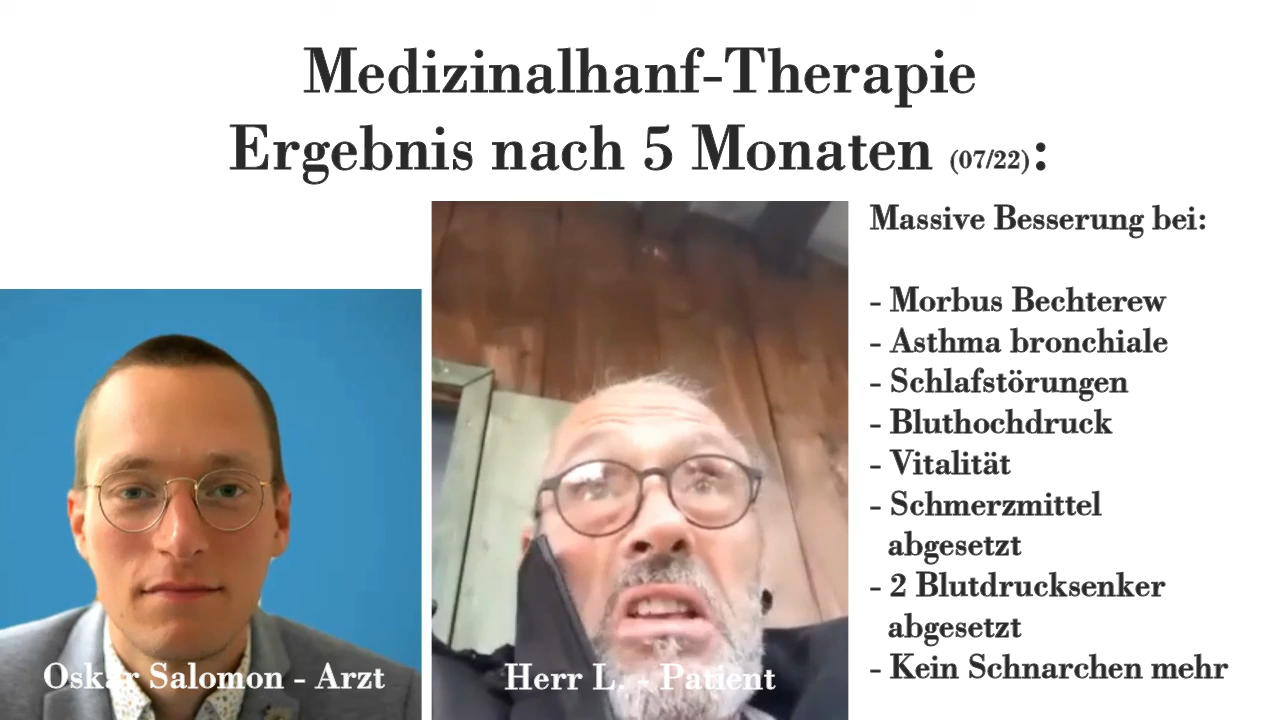 Medizinalhanf-Therapie
Ergebnis nach 5 Monaten (07/22):
Massive Besserung bei:
- Morbus Bechterew
- Asthma bronchiale
- Schlafstörungen
- Bluthochdruck
- Vitalität
- Schmerzmittel
abgesetzt
- 2 Blutdrucksenker
abgesetzt
- Kein Schnarchen mehr
Oskar Salomon - Arzt
Herr L. - Patient